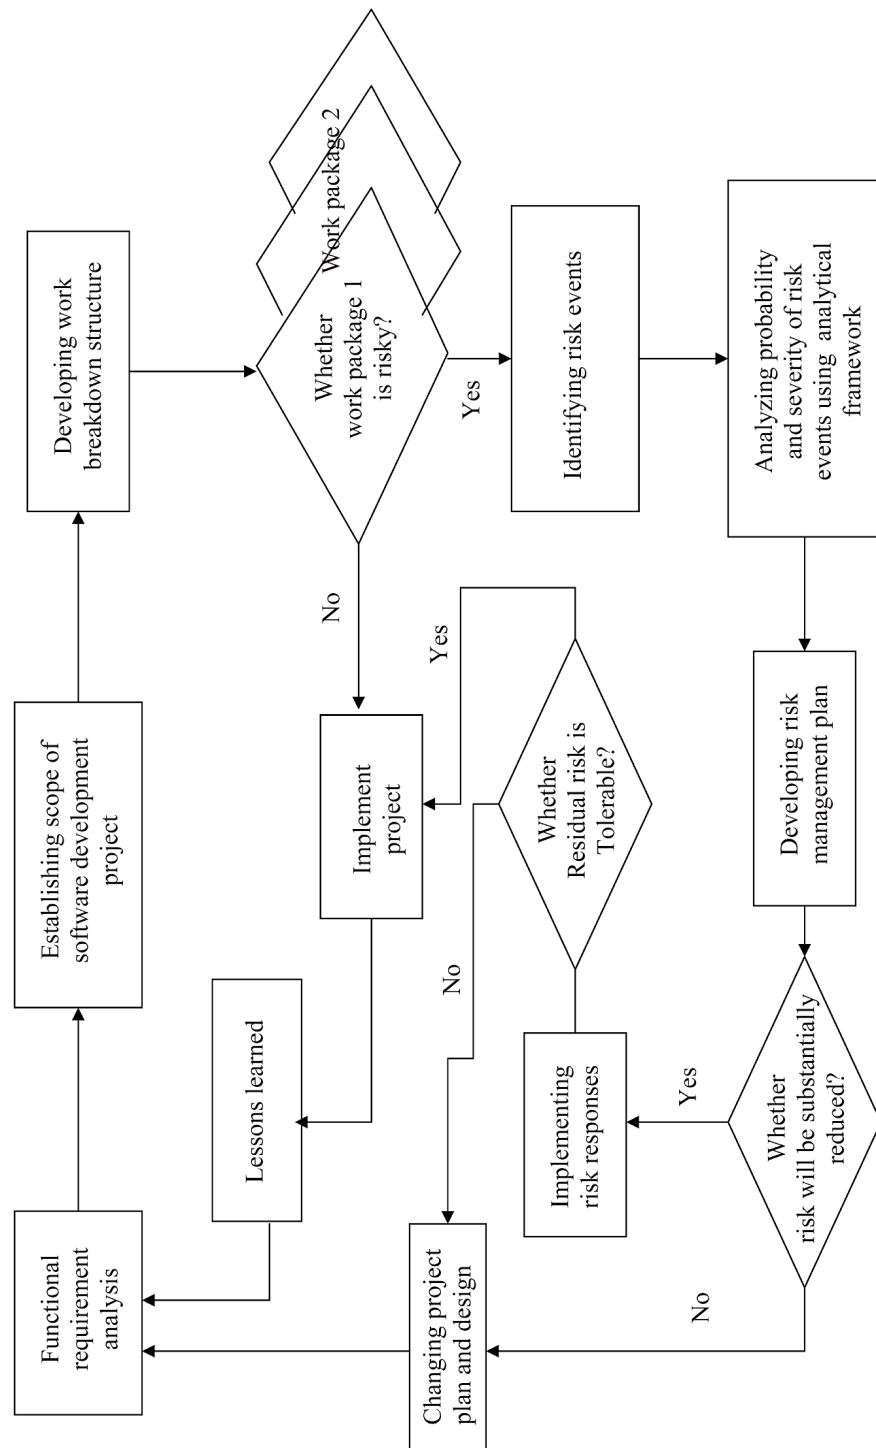 Functional
requirement
analysis
Establishing scope of
software development
project
Developing work
breakdown structure
Work package 2
Whether
work package 1
is risky?
No
Yes
Lessons learned
Implement
project
Yes
No
Changing project
plan and design
Implementing
risk responses
Whether
Residual risk is
Tolerable?
Identifying risk events
No
Yes
Whether
risk will be substantially
reduced?
Developing risk
management plan
Analyzing probability
and severity of risk
events using analytical
framework